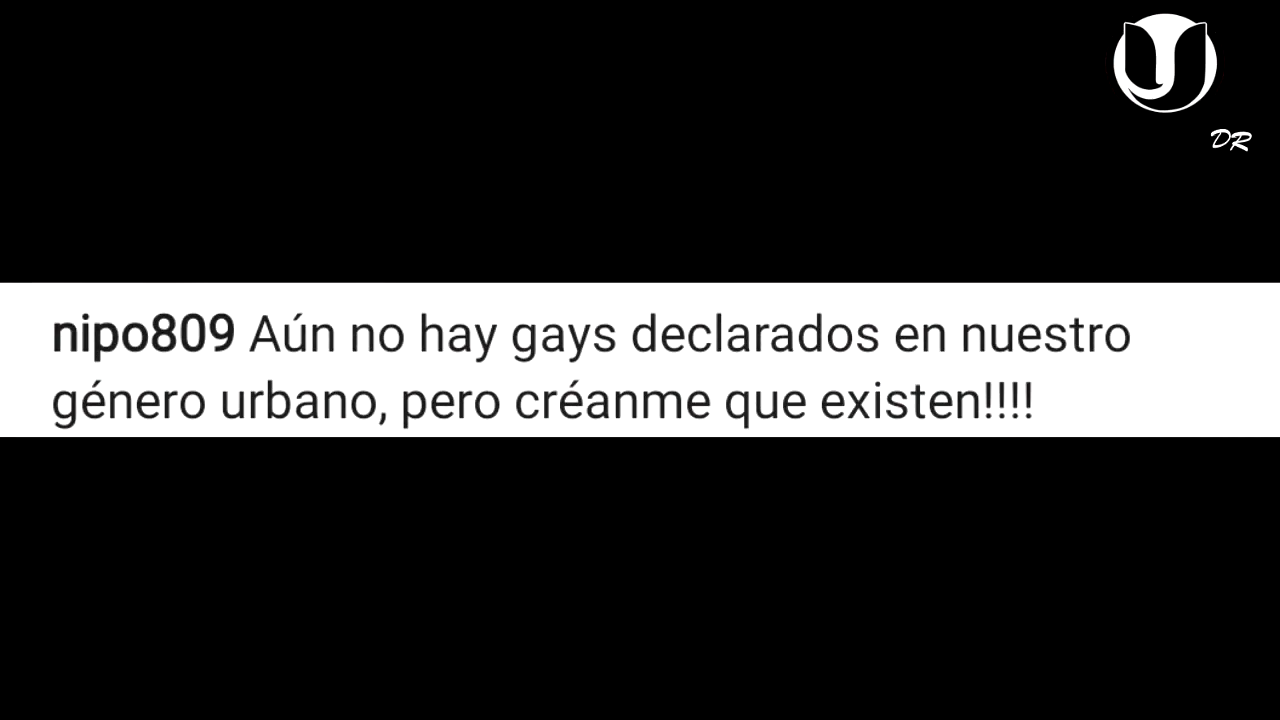 DR
nipo809 Aún no hay gays declarados en nuestro
género urbano, pero créanme que existen!!!!